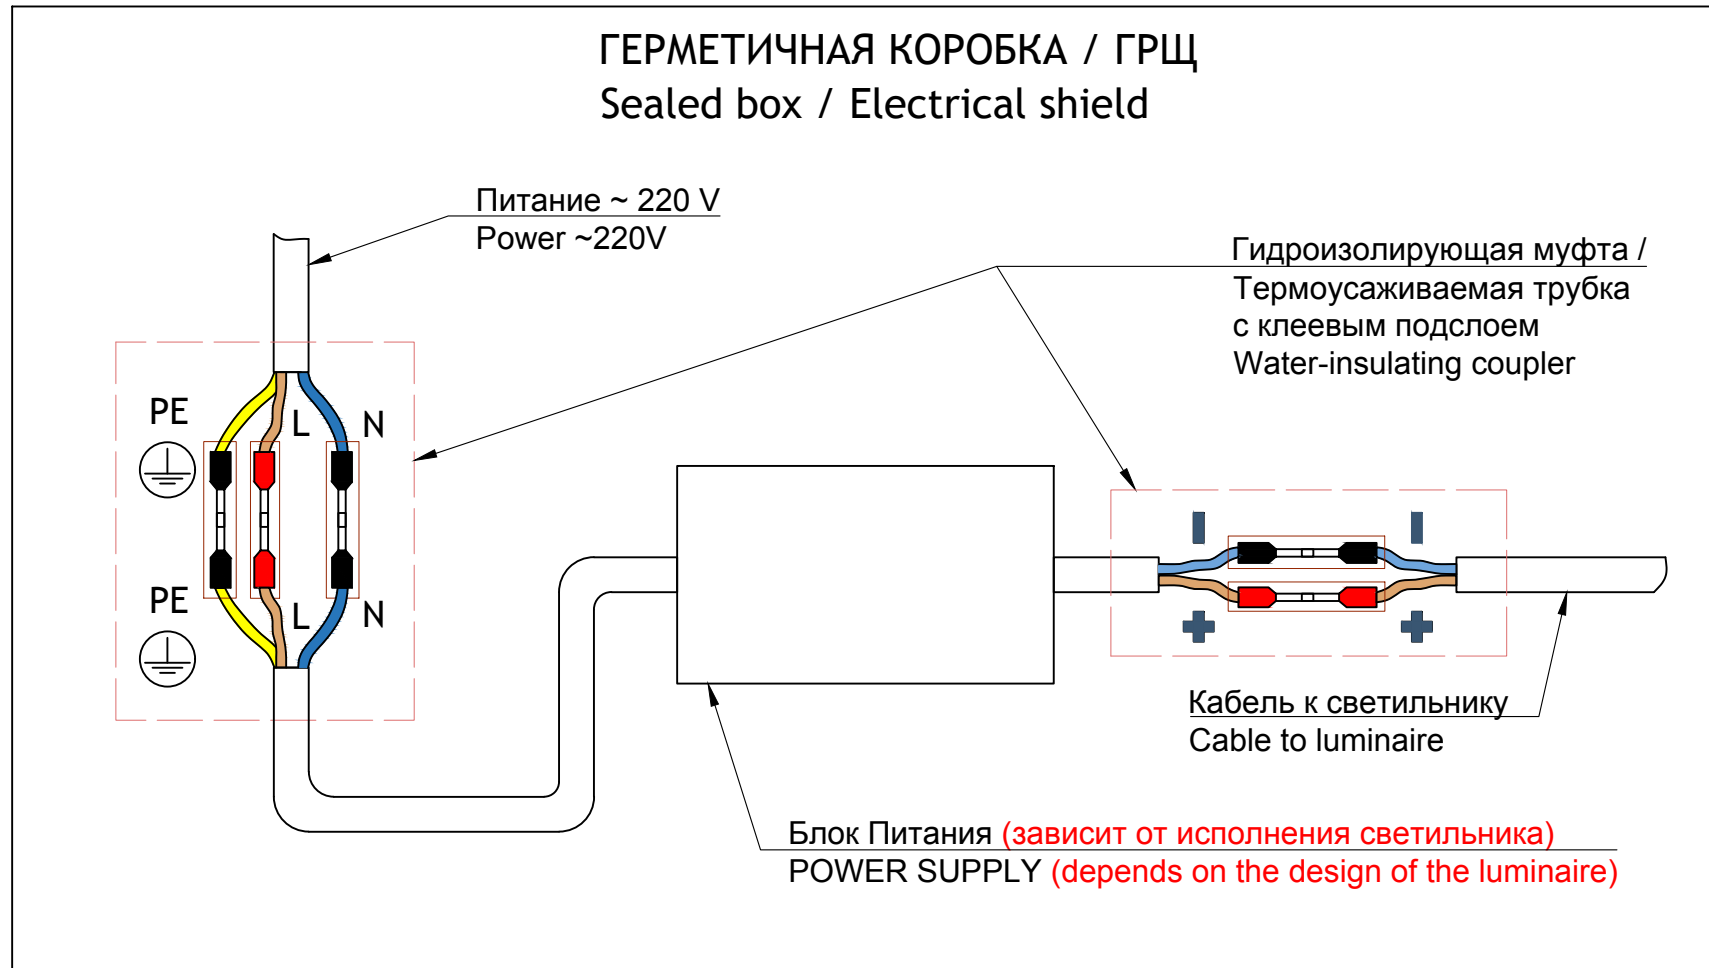 ГЕРМЕТИЧНАЯ КОРОБКА / ГРЩ
Sealed box / Electrical shield
Питание ~ 220 V
Power ~220V
Гидроизолирующая муфта /
Термоусаживаемая трубка
с клеевым подслоем
Water-insulating coupler
PE
L
N
PE
L
N
Кабель к светильнику
Cable to luminaire
Блок Питания (зависит от исполнения светильника)
POWER SUPPLY (depends on the design of the luminaire)